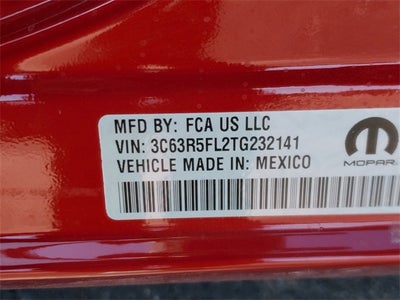 MFD BY: FCA US LLC
VIN: 3C63R5FL2TG232141
VEHICLE MADE IN: MEXICO
MOPAR